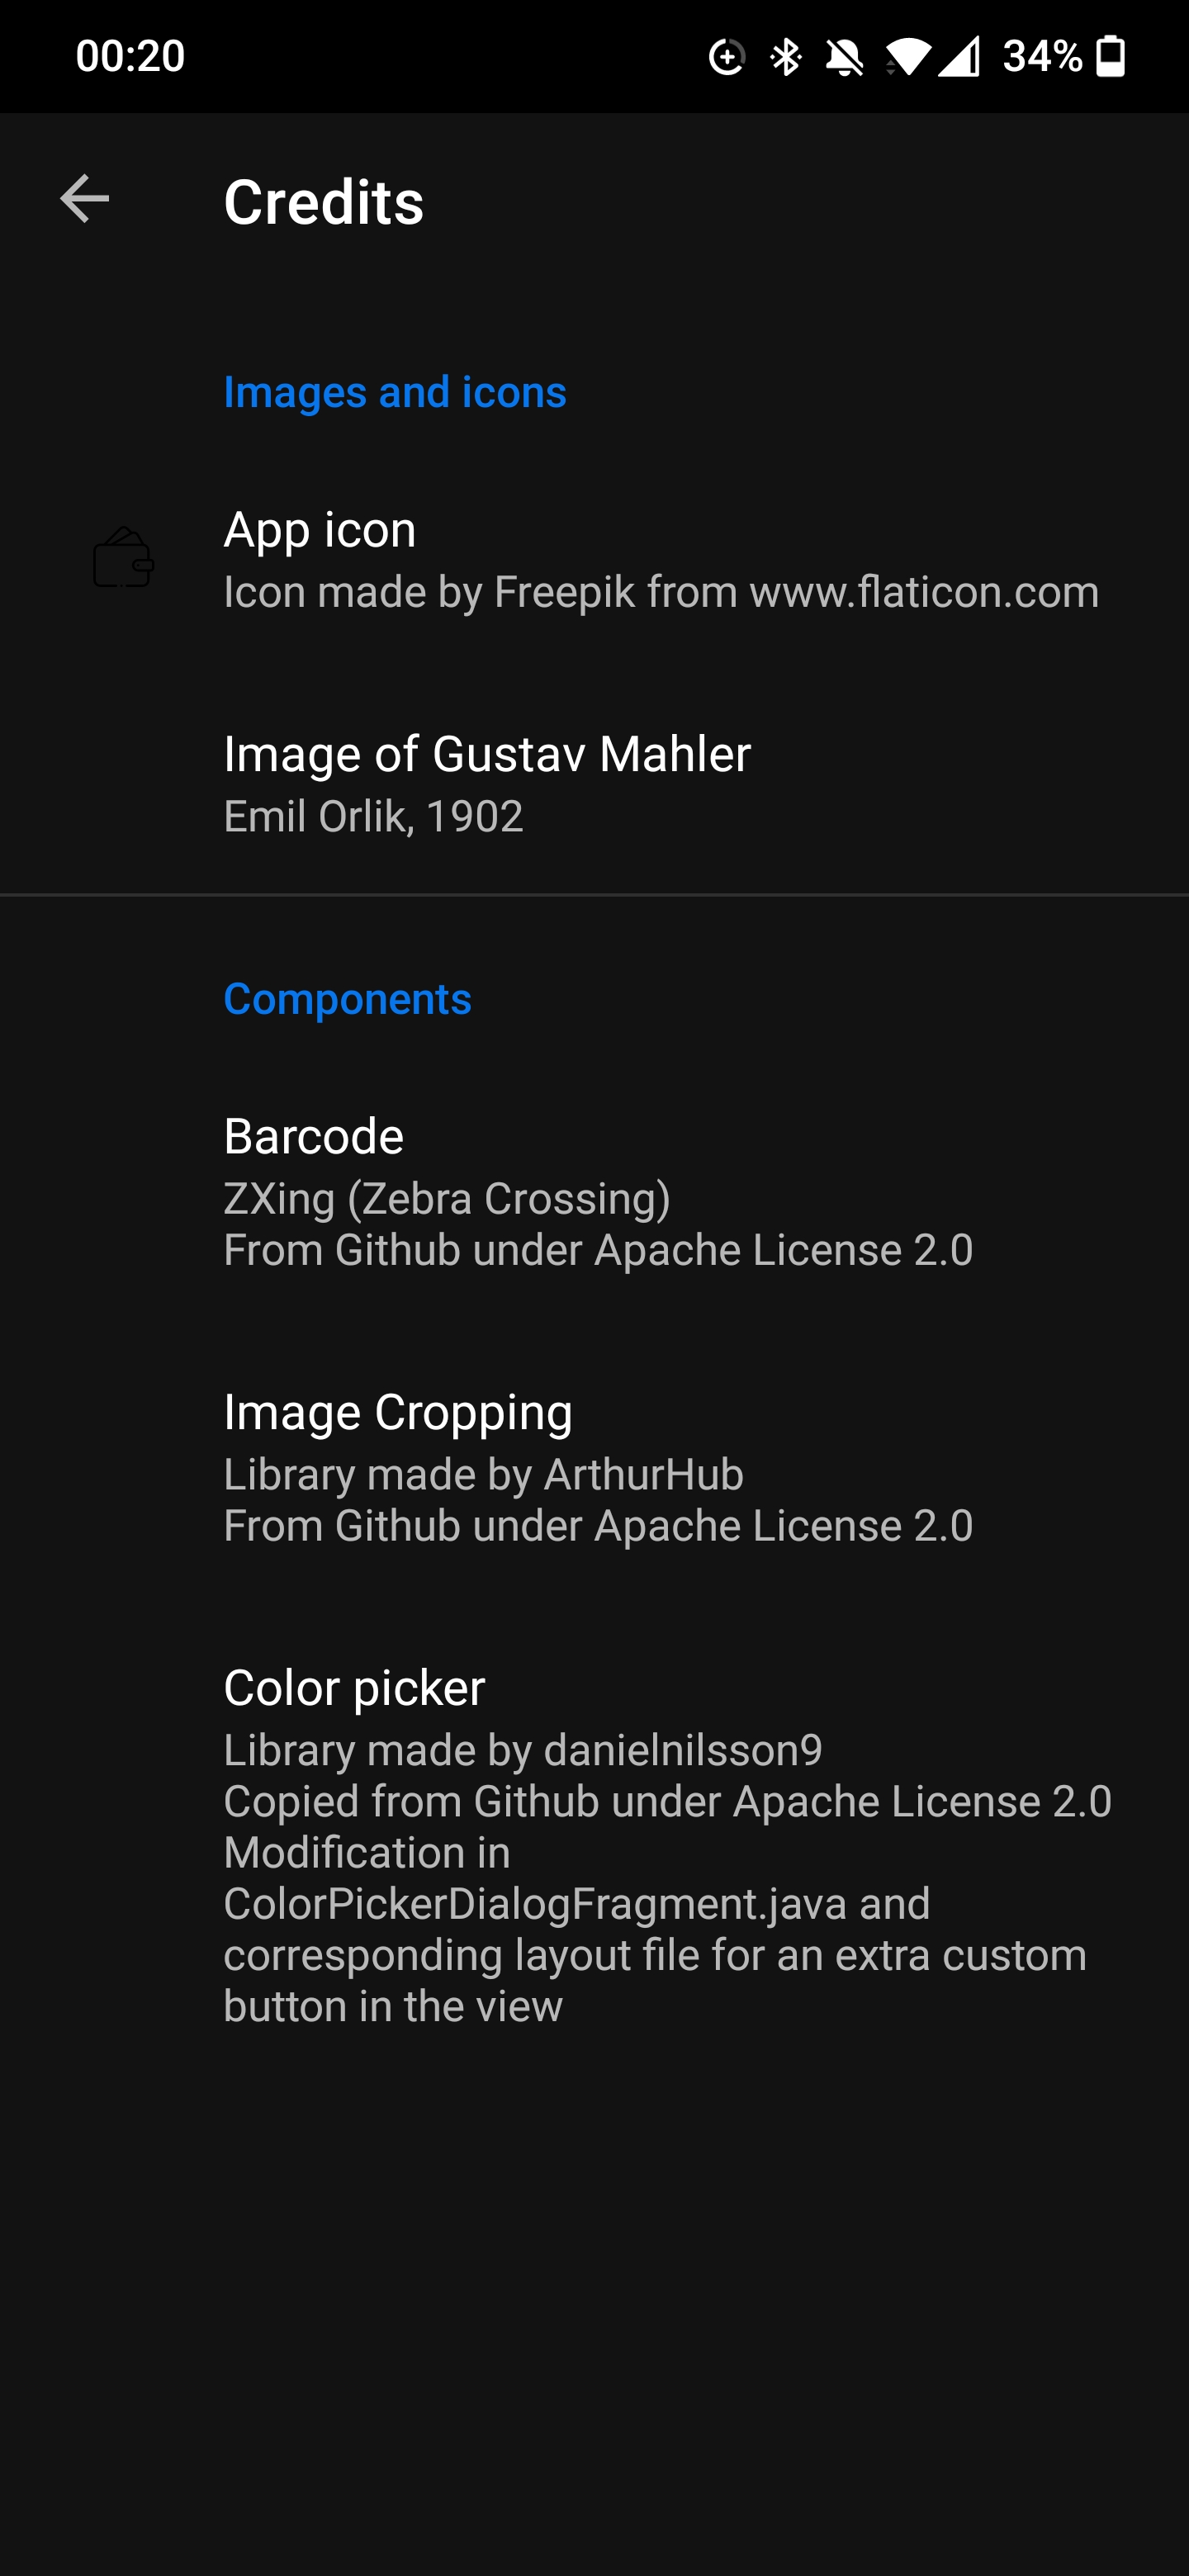 00:20
34%
Credits
Images and icons
App icon
Icon made by Freepik from www.flaticon.com
Image of Gustav Mahler
Emil Orlik, 1902
Components
Barcode
ZXing (Zebra Crossing)
From Github under Apache License 2.0
Image Cropping
Library made by ArthurHub
From Github under Apache License 2.0
Color picker
Library made by danielnilsson9
Copied from Github under Apache License 2.0
Modification in
ColorPickerDialogFragment.java and
corresponding layout file for an extra custom
button in the view